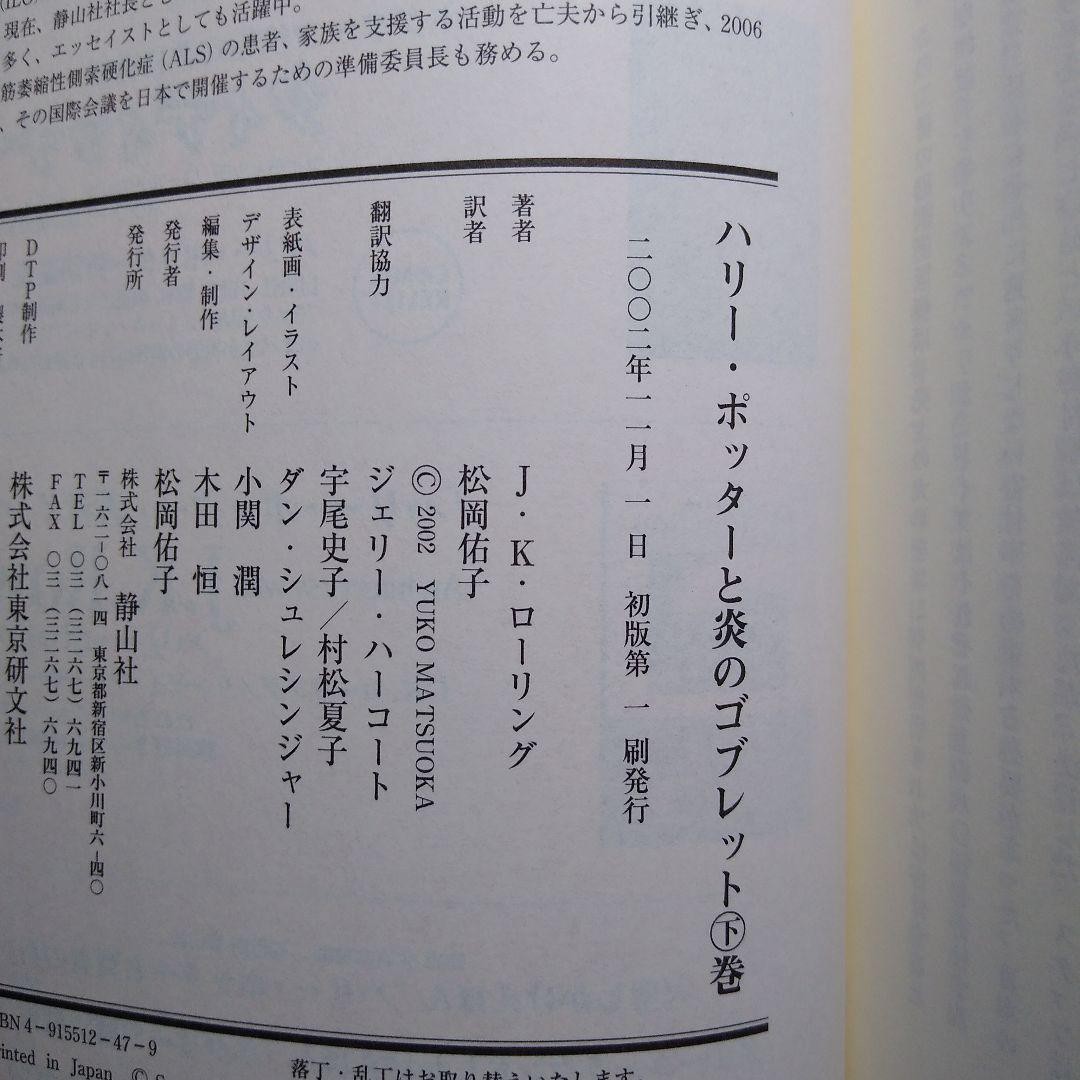 現在、静山社社長とし
多く、エッセイストとしても活躍中。
筋萎縮性側索硬化症（ALS）の患者、家族を支援する活動を亡夫から引継ぎ、2006
、その国際会議を日本で開催するための準備委員長も務める。
ハリー・ポッターと炎のゴブレット㊦巻
二〇〇二年一一月一日　初版第一刷発行
著者　J・K・ローリング
訳者　松岡佑子
© 2002　YUKO MATSUOKA
翻訳協力　ジェリー・ハーコート
宇尾史子／村松夏子
表紙画・イラスト　ダン・シュレシンジャー
デザイン・レイアウト　小関　潤
編集・制作　木田　恒
発行者　松岡佑子
発行所　株式会社　静山社
〒一六二─〇八一四　東京都新宿区新小川町六─四〇
TEL　〇三（三二六七）六九四一
FAX　〇三（三二六七）六九四〇
DTP制作　株式会社東京研文社
BN4-915512-47-9
rinted in Japan　©
落丁・乱丁はお取り替えいたします。